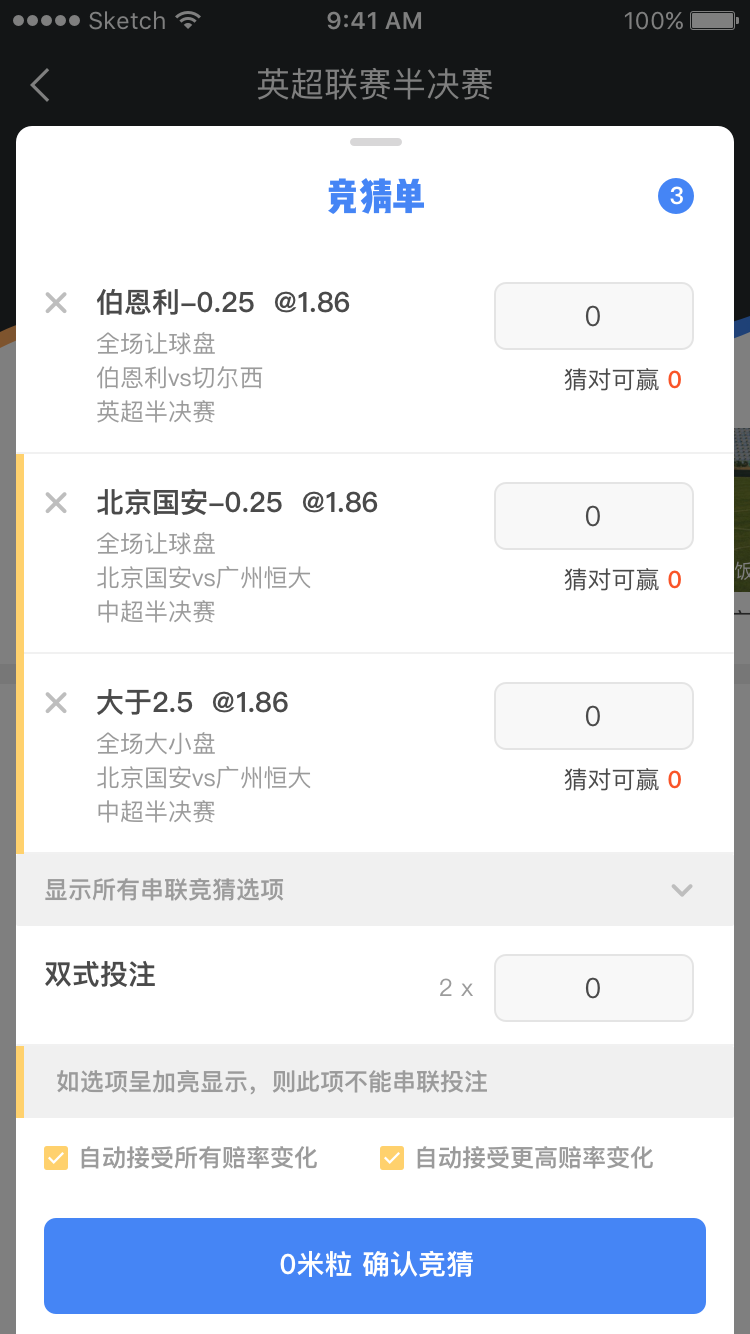 Sketch 9:41 AM 100%
英超联赛半决赛
竞猜单 3
伯恩利-0.25 @1.86 0
全场让球盘
伯恩利vs切尔西 猜对可赢 0
英超半决赛
北京国安-0.25 @1.86 0
全场让球盘
北京国安vs广州恒大 猜对可赢 0
中超半决赛
饭
大于2.5 @1.86 0
全场大小盘
北京国安vs广州恒大 猜对可赢 0
中超半决赛
显示所有串联竞猜选项
双式投注 2 x 0
如选项呈加亮显示，则此项不能串联投注
自动接受所有赔率变化 自动接受更高赔率变化
0米粒 确认竞猜